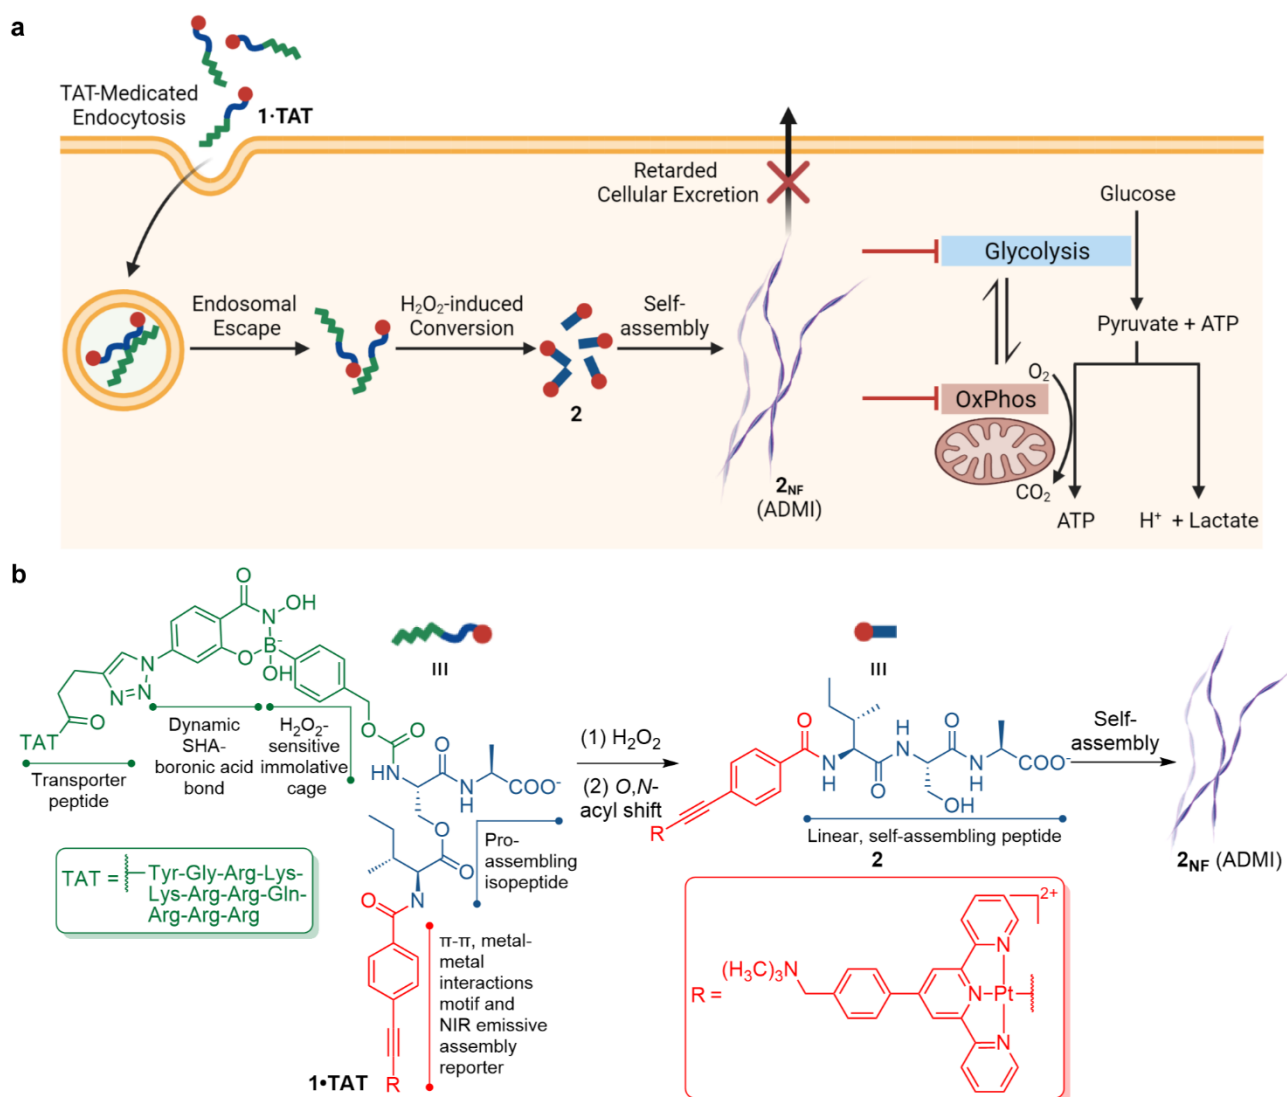 a
TAT-Medicated
Endocytosis
1·TAT
Retarded
Cellular Excretion
Glucose
Glycolysis
Endosomal
Escape
H₂O₂-induced
Conversion
Self-
assembly
Pyruvate + ATP
O₂
OxPhos
2
2NF
(ADMI)
CO₂
ATP
H⁺ + Lactate
b
O
OH
N
B⁻
O
OH
N
N=N
O
TAT
Transporter
peptide
Dynamic
SHA-
boronic acid
bond
H₂O₂-
sensitive
immolative
cage
O
O
HN
O
N
H
COO⁻
O
O
Pro-
assembling
isopeptide
O
N
H
π-π, metal-
metal
interactions
motif and
NIR emissive
assembly
reporter
R
1•TAT
TAT =
Tyr-Gly-Arg-Lys-
Lys-Arg-Arg-Gln-
Arg-Arg-Arg
III
(1) H₂O₂
(2) O,N-
acyl shift
III
O
N
H
O
H
N
O
N
H
COO⁻
OH
R
Linear, self-assembling peptide
2
Self-
assembly
2NF (ADMI)
R =
(H₃C)₃N
N
N
Pt
N
2+